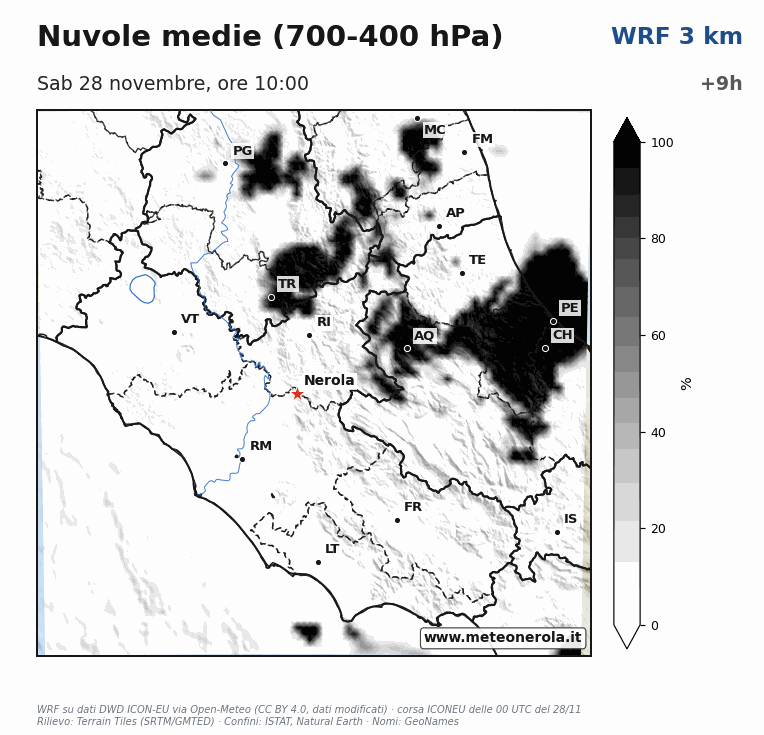 Nuvole medie (700-400 hPa)
WRF 3 km
Sab 28 novembre, ore 10:00
+9h
MC
FM
PG
AP
TE
TR
PE
VT
RI
AQ
CH
Nerola
RM
FR
IS
LT
www.meteonerola.it
100
80
60
40
20
0
%
WRF su dati DWD ICON-EU via Open-Meteo (CC BY 4.0, dati modificati) · corsa ICONEU delle 00 UTC del 28/11
Rilievo: Terrain Tiles (SRTM/GMTED) · Confini: ISTAT, Natural Earth · Nomi: GeoNames